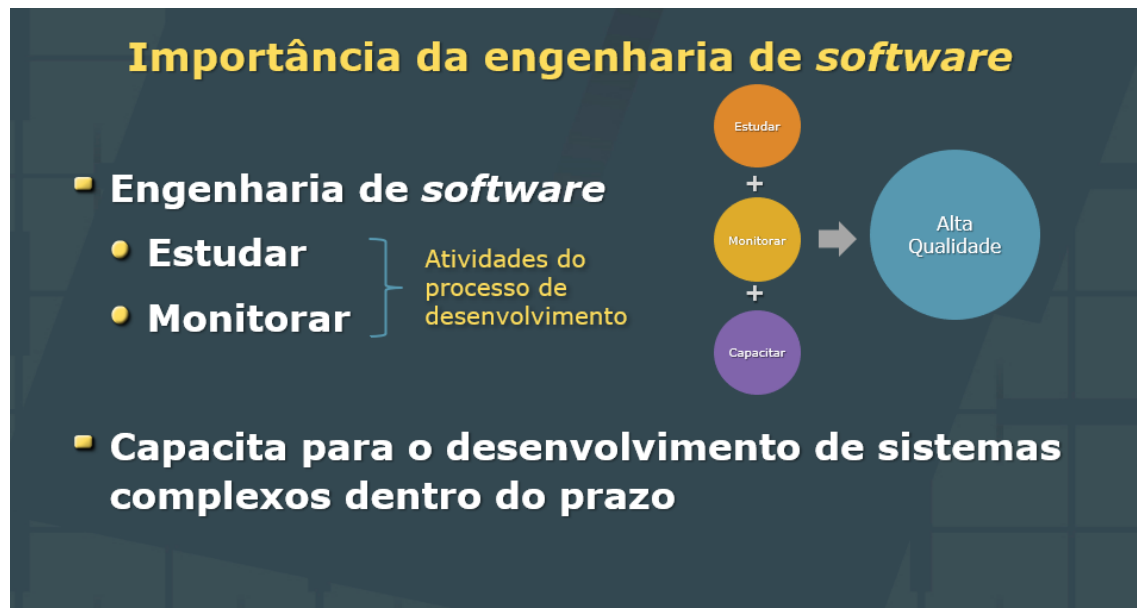 Importância da engenharia de software
Engenharia de software
Estudar
Monitorar
Atividades do
processo de
desenvolvimento
Estudar
+
Monitorar
+
Capacitar
Alta
Qualidade
Capacita para o desenvolvimento de sistemas
complexos dentro do prazo